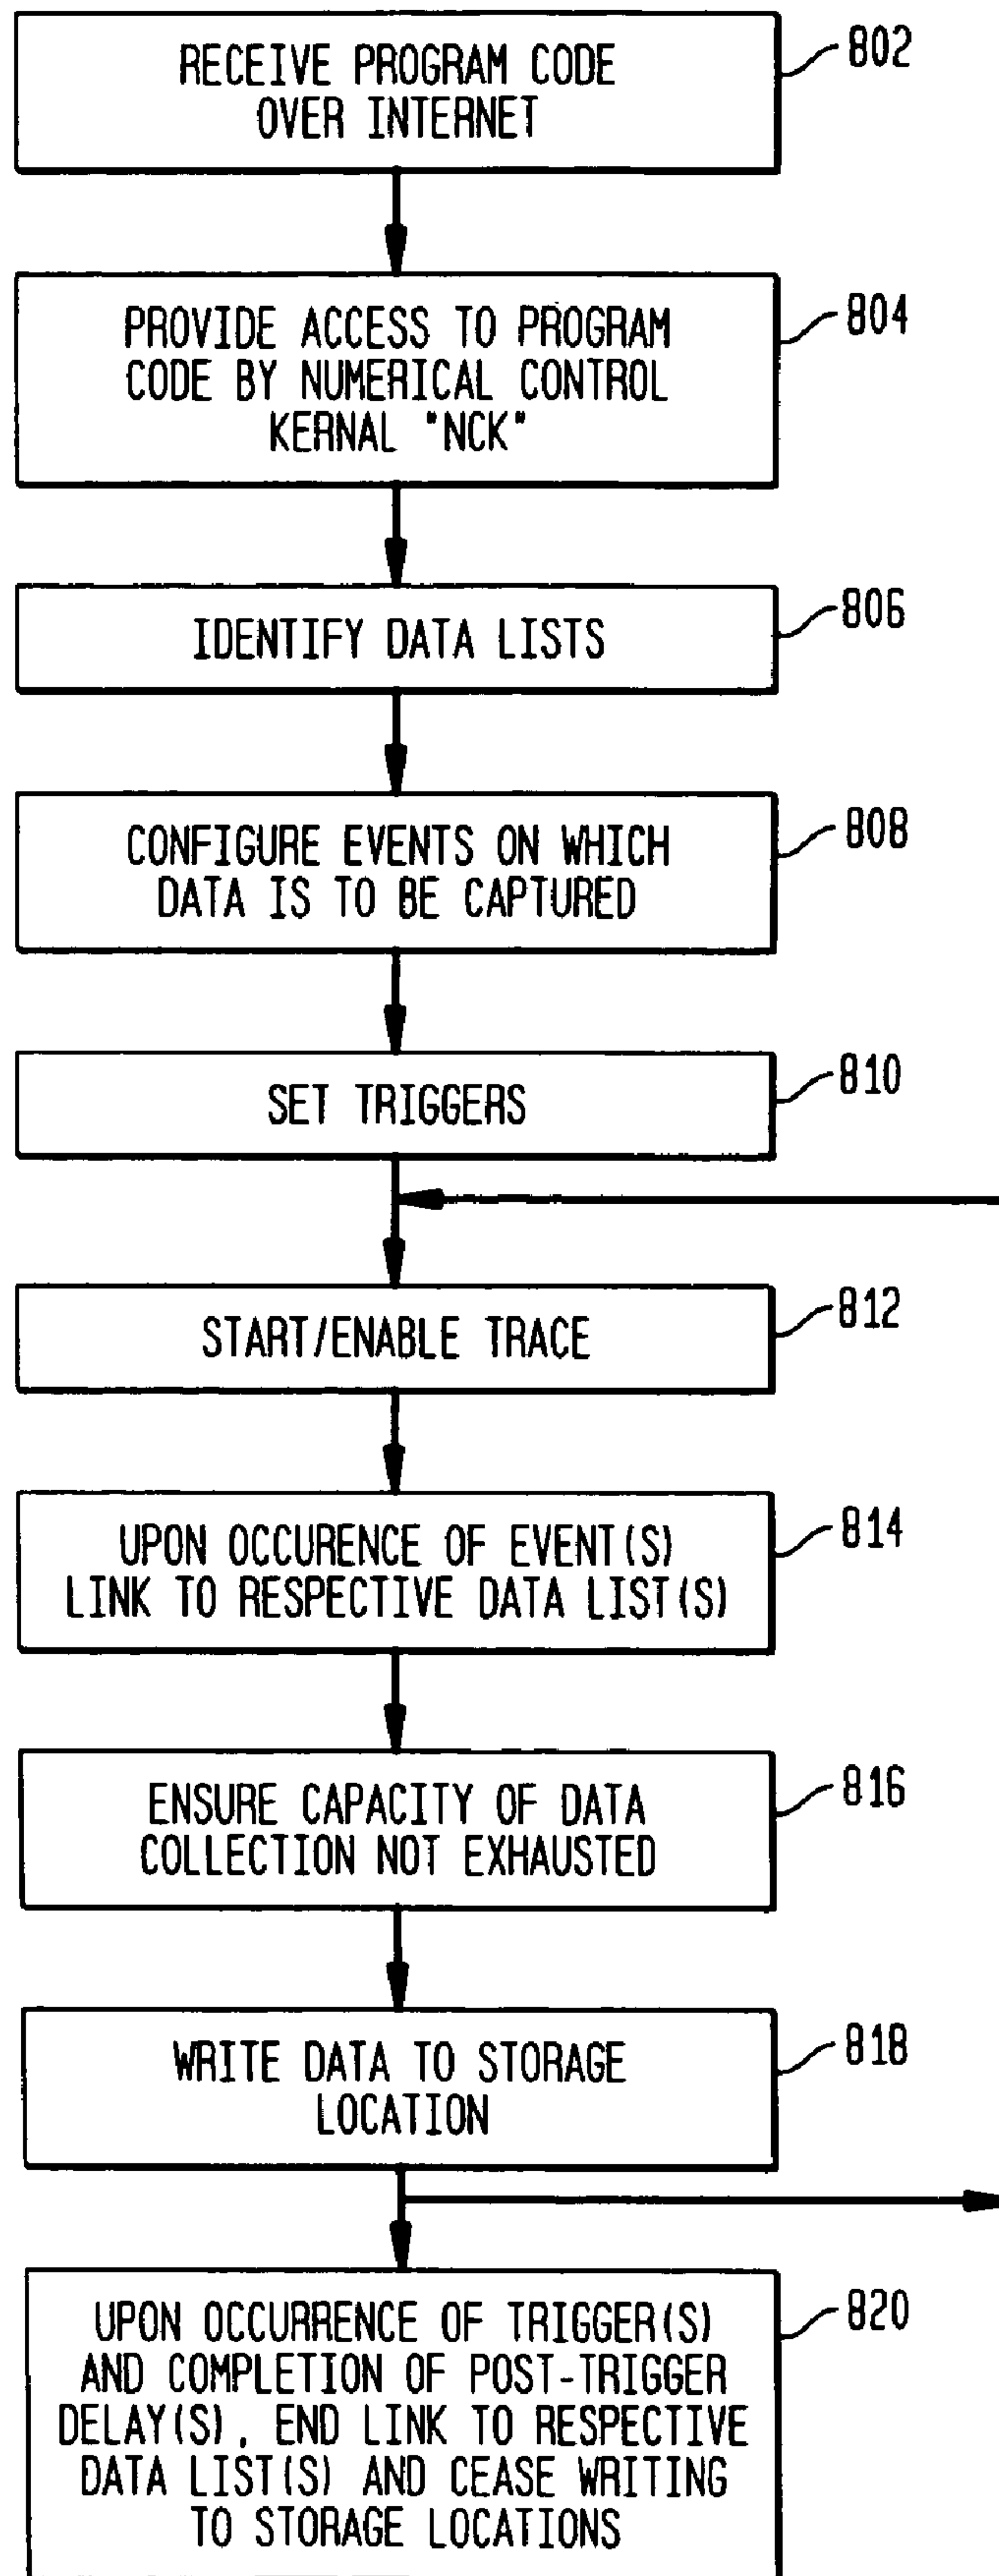 RECEIVE PROGRAM CODE
OVER INTERNET
802
PROVIDE ACCESS TO PROGRAM
CODE BY NUMERICAL CONTROL
KERNAL "NCK"
804
IDENTIFY DATA LISTS
806
CONFIGURE EVENTS ON WHICH
DATA IS TO BE CAPTURED
808
SET TRIGGERS
810
START/ENABLE TRACE
812
UPON OCCURENCE OF EVENT(S)
LINK TO RESPECTIVE DATA LIST(S)
814
ENSURE CAPACITY OF DATA
COLLECTION NOT EXHAUSTED
816
WRITE DATA TO STORAGE
LOCATION
818
UPON OCCURRENCE OF TRIGGER(S)
AND COMPLETION OF POST-TRIGGER
DELAY(S), END LINK TO RESPECTIVE
DATA LIST(S) AND CEASE WRITING
TO STORAGE LOCATIONS
820